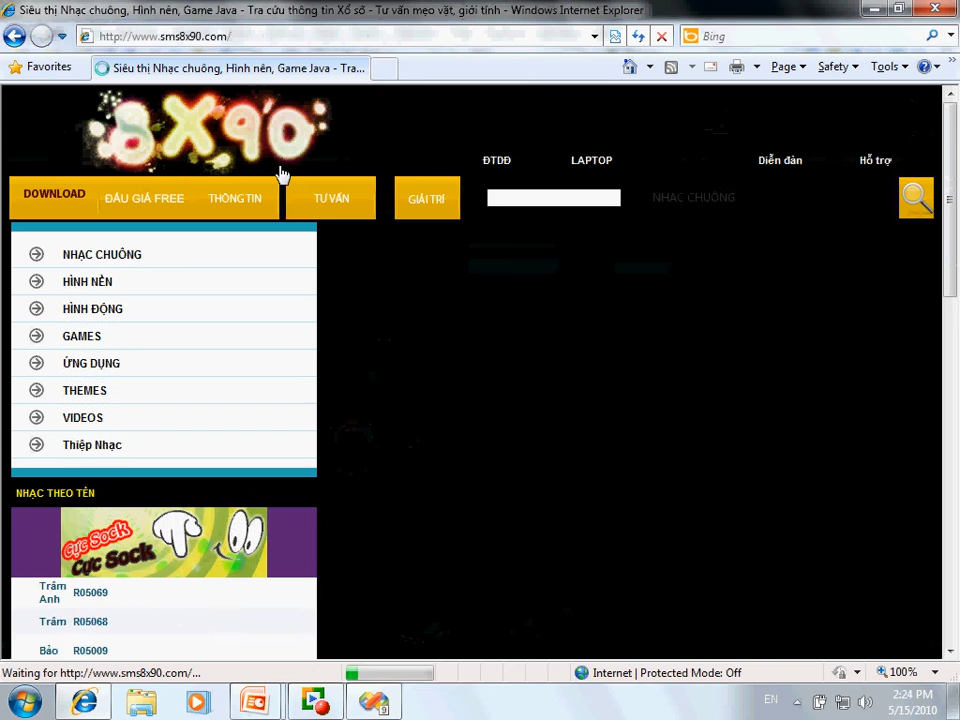 Siêu thị Nhạc chuông, Hình nên, Game Java - Tra cứu thông tin Xổ số - Tư vấn mẹo vặt, giới tính - Windows Internet Explorer
http://www.sms8x90.com/
Bing
Favorites
Siêu thị Nhạc chuông, Hình nên, Game Java - Tra...
Page
Safety
Tools
8X9'0
ĐTDĐ
LAPTOP
Diễn đàn
Hỗ trợ
DOWNLOAD
ĐẤU GIÁ FREE
THÔNG TIN
TƯ VẤN
GIẢI TRÍ
NHẠC CHUÔNG
NHẠC CHUÔNG
HÌNH NỀN
HÌNH ĐỘNG
GAMES
ỨNG DỤNG
THEMES
VIDEOS
Thiệp Nhạc
NHẠC THEO TÊN
Cực Sock
Cực Sock
Trâm Anh R05069
Trâm R05068
Bảo R05009
Waiting for http://www.sms8x90.com/...
Internet | Protected Mode: Off
100%
EN
2:24 PM
5/15/2010